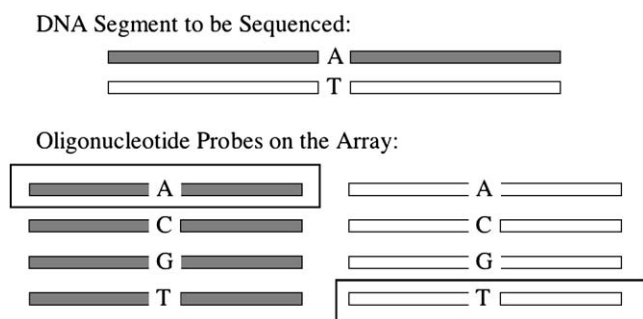 DNA Segment to be Sequenced:
A
T
Oligonucleotide Probes on the Array:
A A
C C
G G
T T